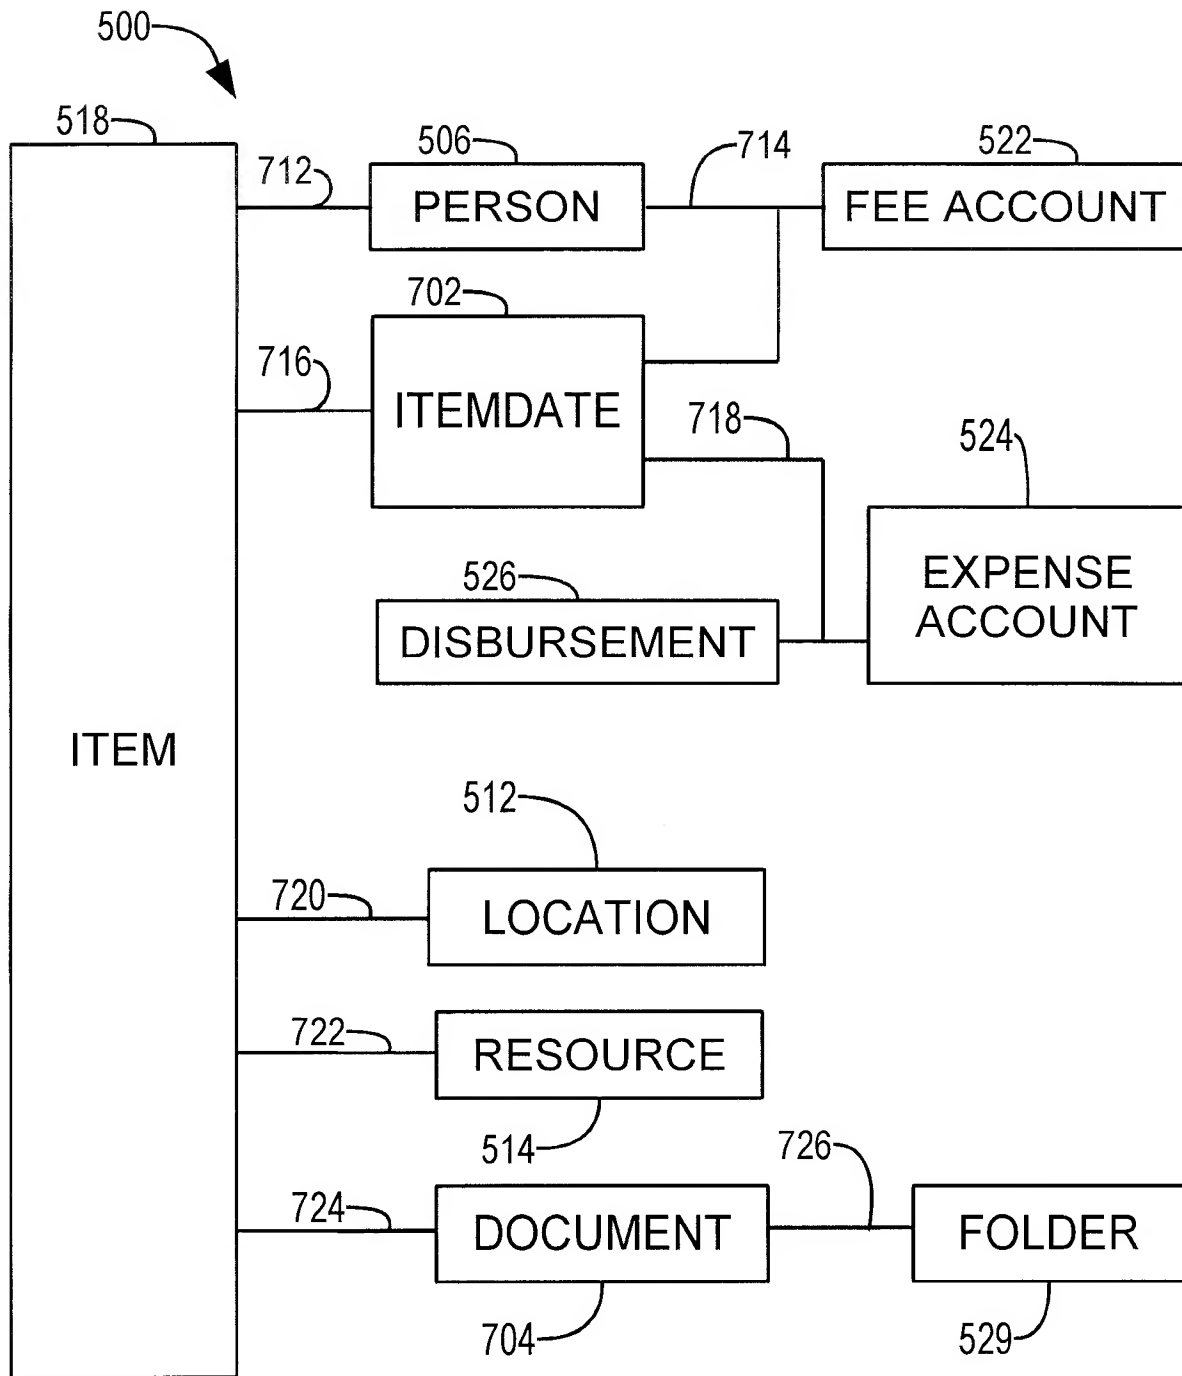 500
518
506
714
522
712
PERSON
FEE ACCOUNT
702
716
ITEMDATE
718
524
526
EXPENSE
ACCOUNT
DISBURSEMENT
ITEM
512
720
LOCATION
722
RESOURCE
514
726
724
DOCUMENT
FOLDER
704
529